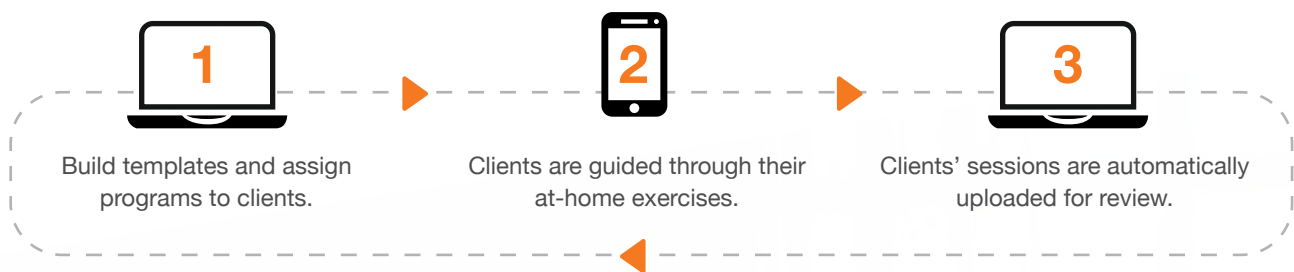 1
Build templates and assign
programs to clients.
2
Clients are guided through their
at-home exercises.
3
Clients’ sessions are automatically
uploaded for review.